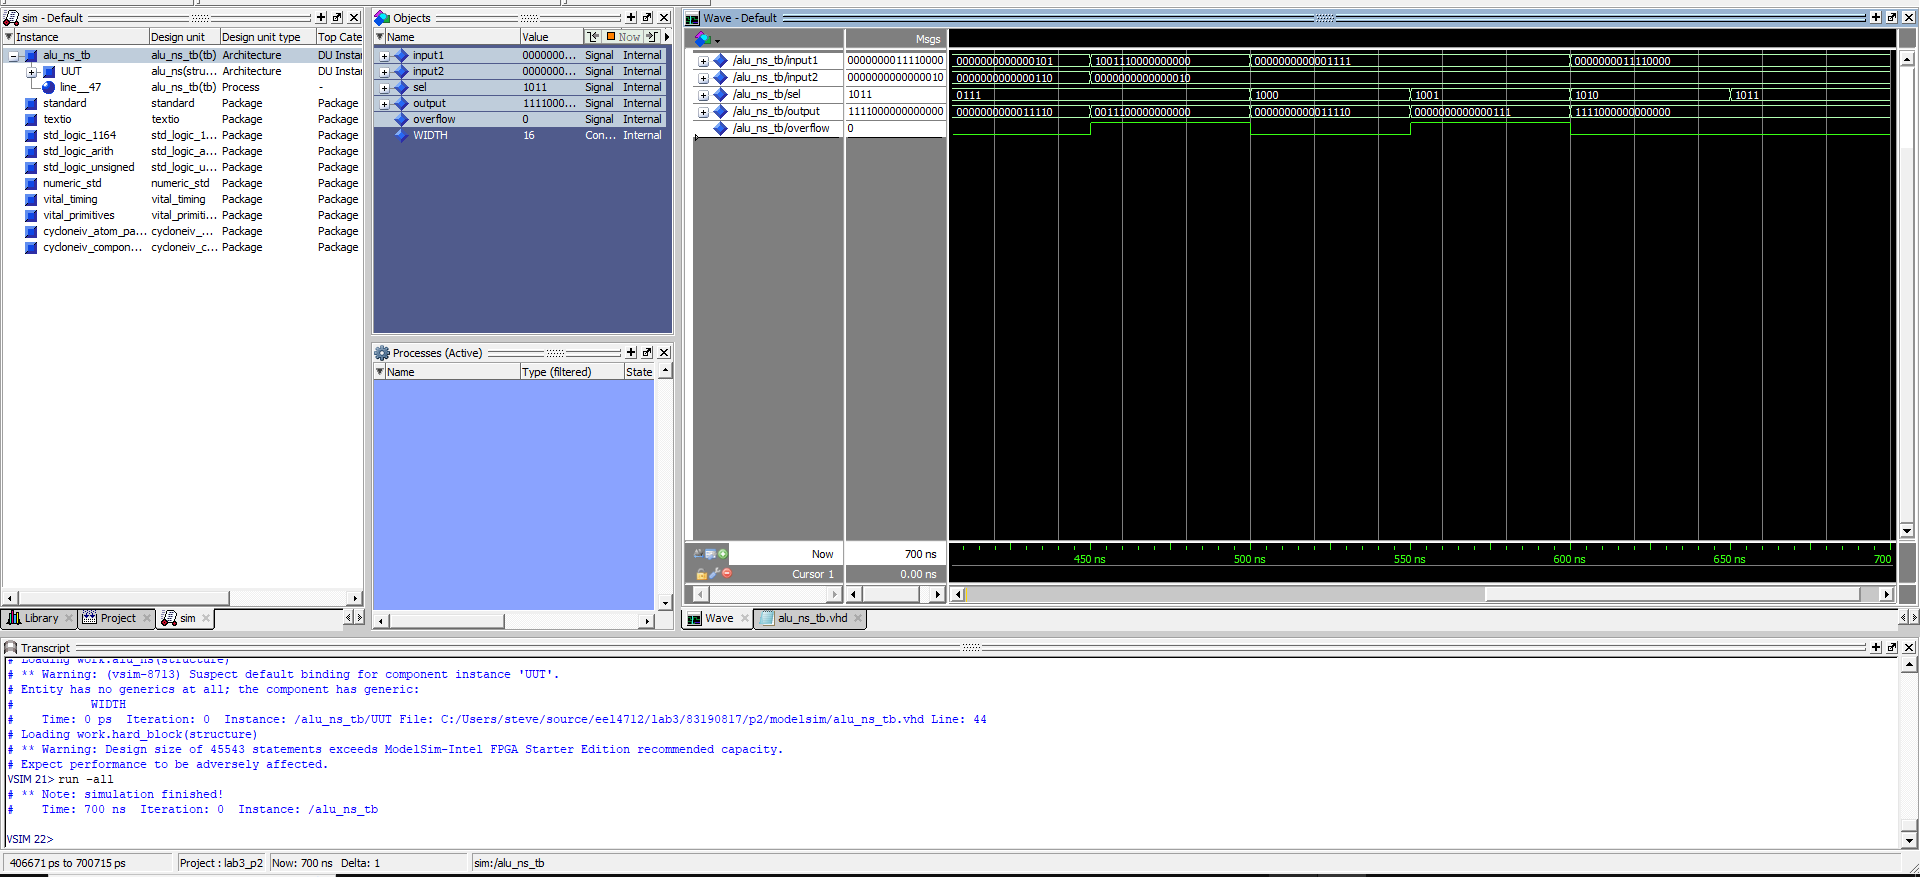 sim - Default
Instance Design unit Design unit type Top Cate
alu_ns_tb alu_ns_tb(tb) Architecture DU Instan
UUT alu_ns(stru... Architecture DU Instan
line__47 alu_ns_tb(tb) Process -
standard standard Package Package
textio textio Package Package
std_logic_1164 std_logic_1... Package Package
std_logic_arith std_logic_a... Package Package
std_logic_unsigned std_logic_u... Package Package
numeric_std numeric_std Package Package
vital_timing vital_timing Package Package
vital_primitives vital_primiti... Package Package
cycloneiv_atom_pa... cycloneiv_... Package Package
cycloneiv_compon... cycloneiv_c... Package Package
Library Project sim
Objects
Name Value Now
input1 0000000... Signal Internal
input2 0000000... Signal Internal
sel 1011 Signal Internal
output 1111000... Signal Internal
overflow 0 Signal Internal
WIDTH 16 Con... Internal
Processes (Active)
Name Type (filtered) State
Wave - Default
Msgs
/alu_ns_tb/input1 0000000011110000 0000000000000101 1001110000000000 0000000000001111 0000000011110000
/alu_ns_tb/input2 0000000000000010 0000000000000110 0000000000000010
/alu_ns_tb/sel 1011 0111 1000 1001 1010 1011
/alu_ns_tb/output 1111000000000000 0000000000011110 0011100000000000 0000000000011110 0000000000000111 1111000000000000
/alu_ns_tb/overflow 0
Now 700 ns 450 ns 500 ns 550 ns 600 ns 650 ns 700
Cursor 1 0.00 ns
Wave alu_ns_tb.vhd
Transcript
# Loading work.alu_ns(structure)
# ** Warning: (vsim-8713) Suspect default binding for component instance 'UUT'.
# Entity has no generics at all; the component has generic:
# WIDTH
# Time: 0 ps Iteration: 0 Instance: /alu_ns_tb/UUT File: C:/Users/steve/source/eel4712/lab3/83190817/p2/modelsim/alu_ns_tb.vhd Line: 44
# Loading work.hard_block(structure)
# ** Warning: Design size of 45543 statements exceeds ModelSim-Intel FPGA Starter Edition recommended capacity.
# Expect performance to be adversely affected.
VSIM 21> run -all
# ** Note: simulation finished!
# Time: 700 ns Iteration: 0 Instance: /alu_ns_tb
VSIM 22>
406671 ps to 700715 ps Project : lab3_p2 Now: 700 ns Delta: 1 sim:/alu_ns_tb